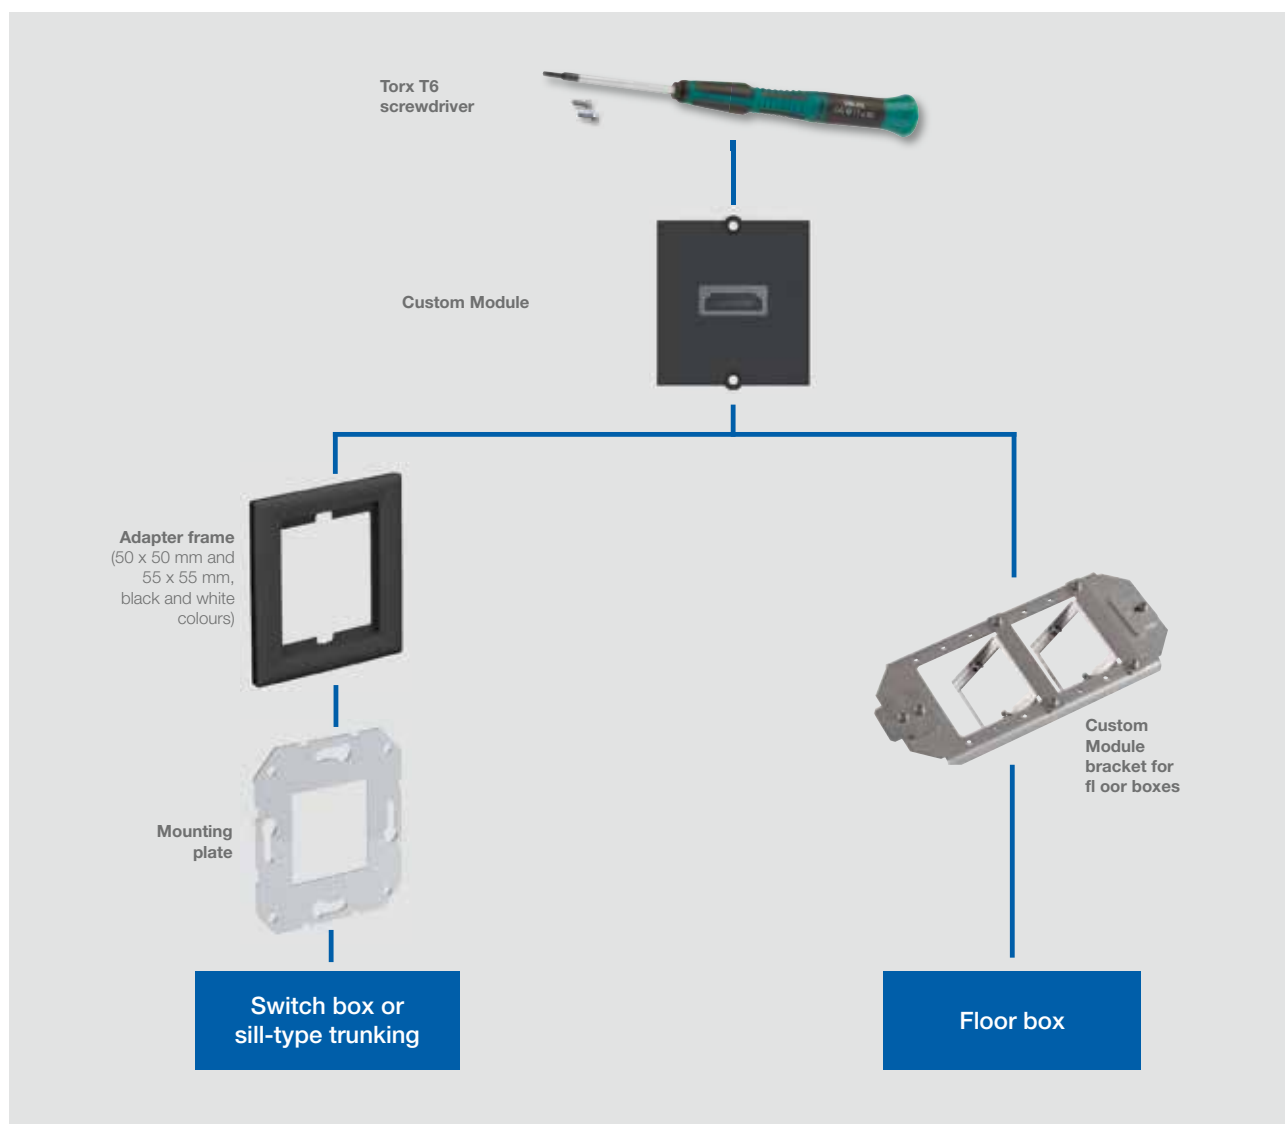 Torx T6
screwdriver
Custom Module
Adapter frame
(50 x 50 mm and
55 x 55 mm,
black and white
colours)
Custom
Module
bracket for
fl oor boxes
Mounting
plate
Switch box or
sill-type trunking
Floor box